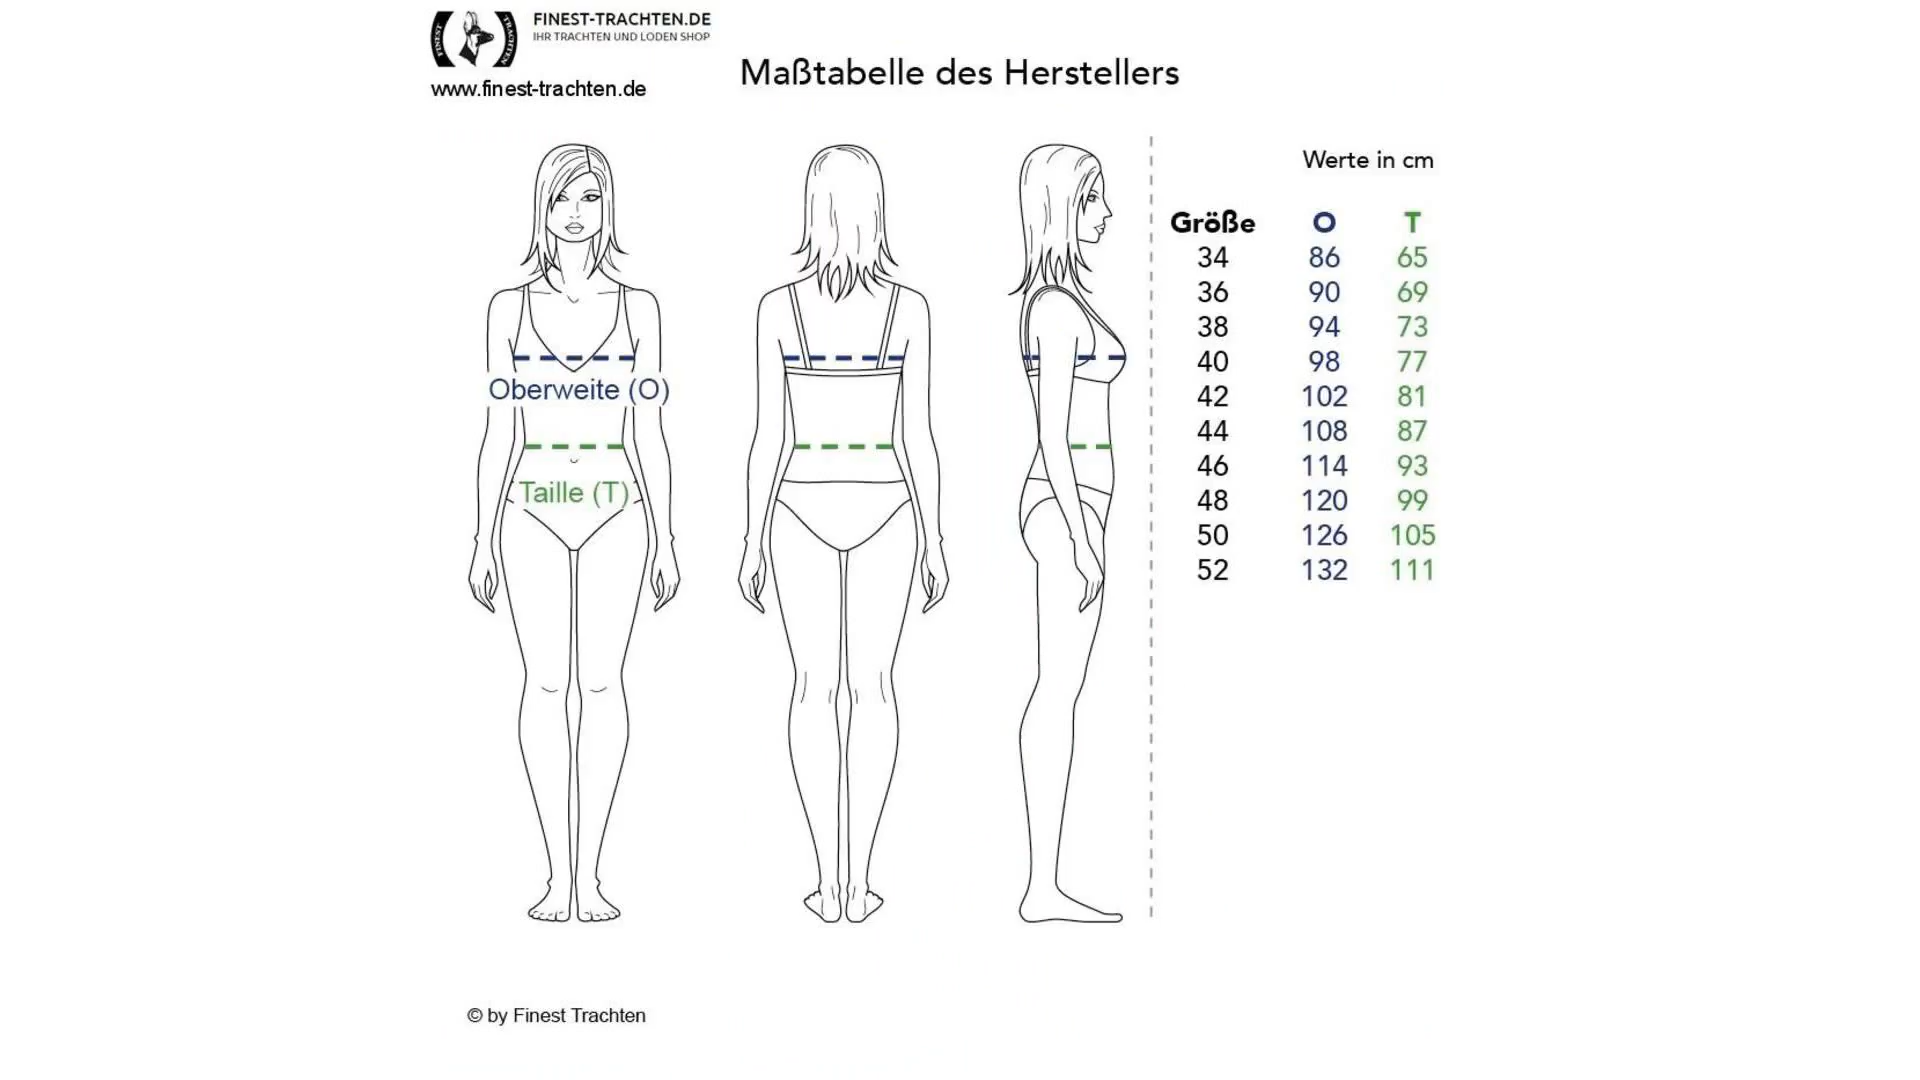 FINEST
TRACHTEN
FINEST-TRACHTEN.DE
IHR TRACHTEN UND LODEN SHOP
www.finest-trachten.de
Maßtabelle des Herstellers
Werte in cm
Größe O T
34 86 65
36 90 69
38 94 73
40 98 77
42 102 81
44 108 87
46 114 93
48 120 99
50 126 105
52 132 111
Oberweite (O)
Taille (T)
© by Finest Trachten